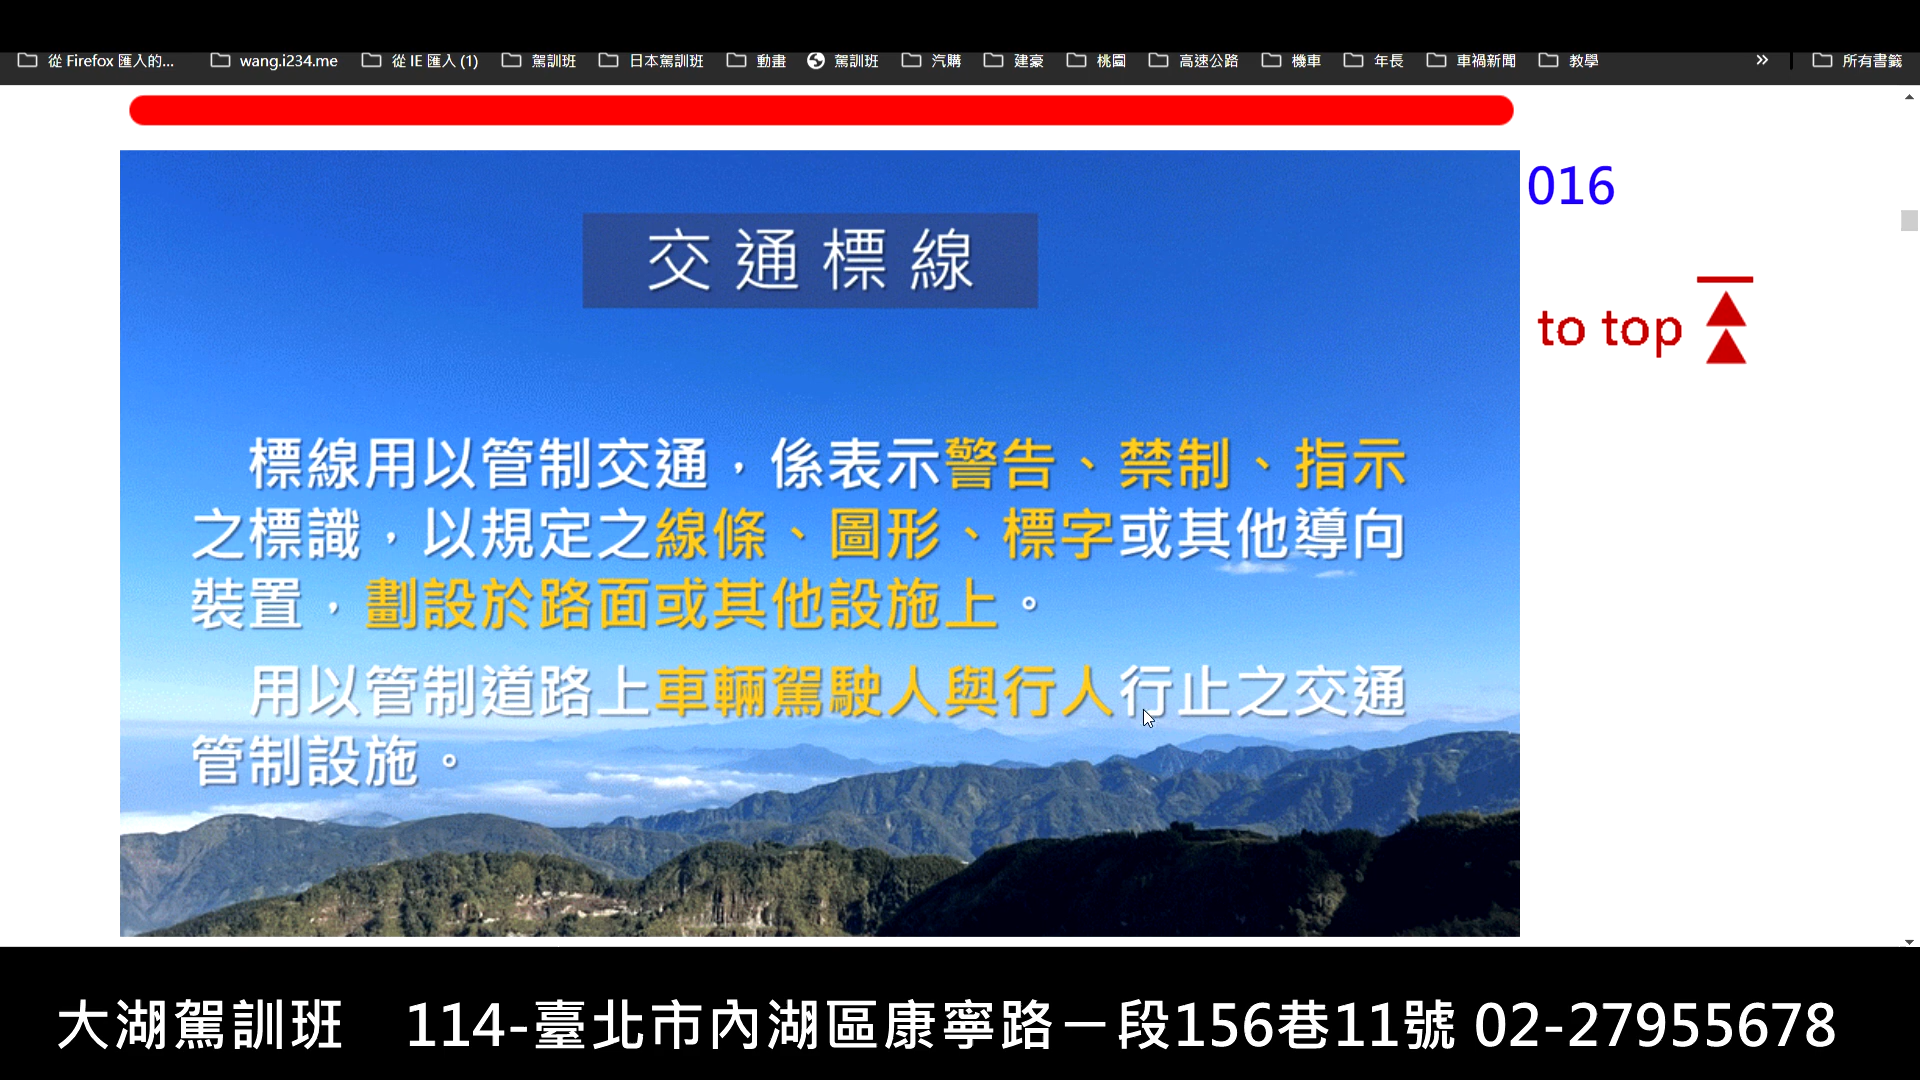 從 Firefox 匯入的... wang.i234.me 從 IE 匯入 (1) 駕訓班 日本駕訓班 動畫 駕訓班 汽購 建豪 桃園 高速公路 機車 年長 車禍新聞 教學 » 所有書籤
016
交通標線
to top
標線用以管制交通，係表示警告、禁制、指示
之標識，以規定之線條、圖形、標字或其他導向
裝置，劃設於路面或其他設施上。
用以管制道路上車輛駕駛人與行人行止之交通
管制設施。
16
大湖駕訓班 114-臺北市內湖區康寧路一段156巷11號 02-27955678